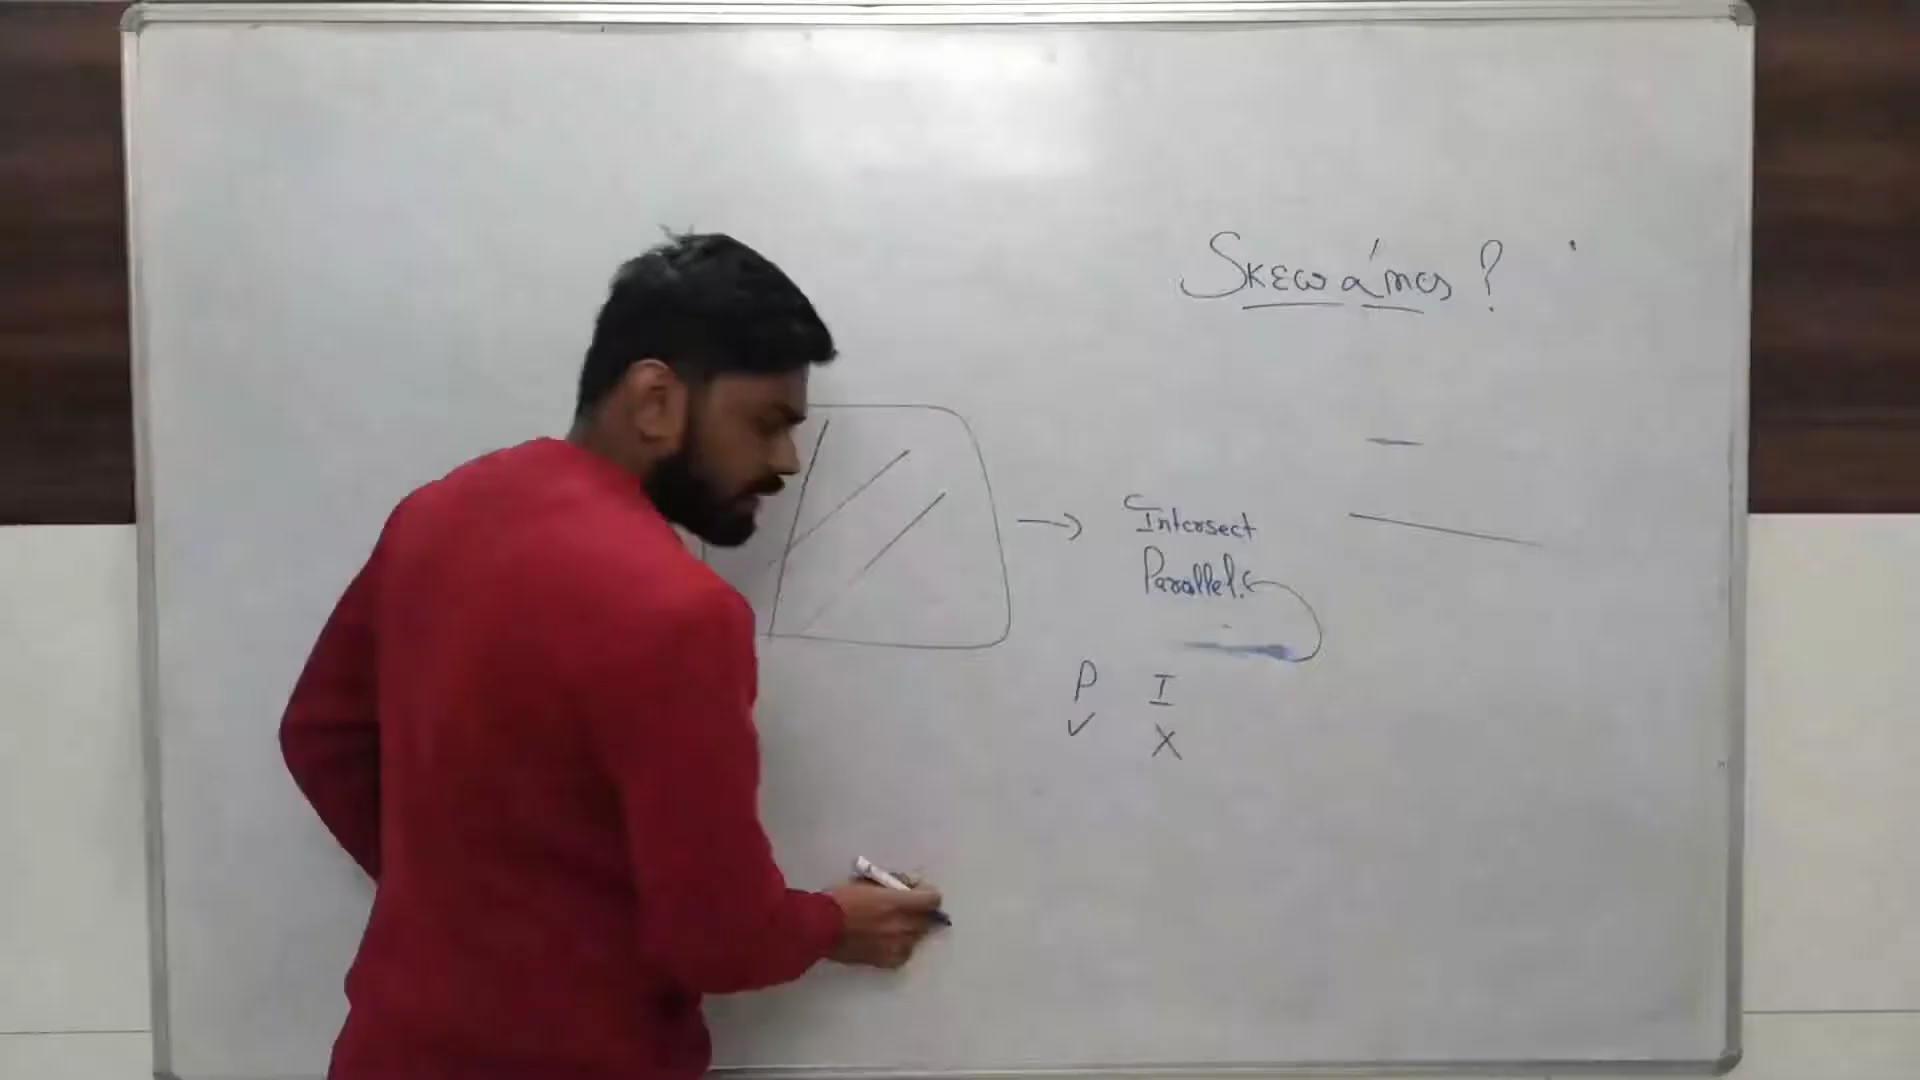 Skew lines ?
Intersect
Parallel.
P I
✓ X